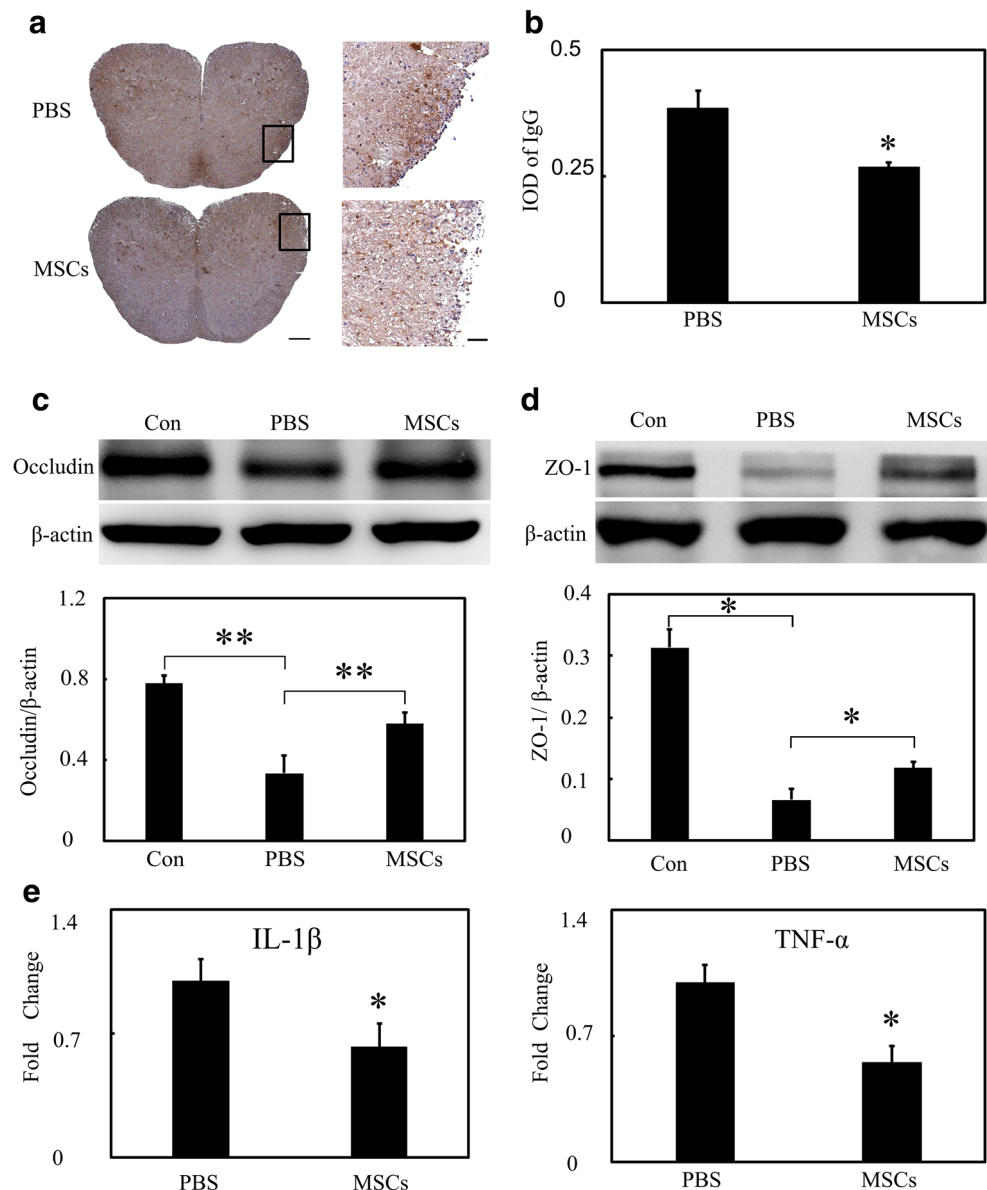 a
PBS
MSCs
b
0.5
0.25
0
IOD of IgG
*
PBS MSCs
c
Con PBS MSCs
Occludin
β-actin
1.2
0.8
0.4
0
Occludin/β-actin
**
**
Con PBS MSCs
d
Con PBS MSCs
ZO-1
β-actin
0.4
0.3
0.2
0.1
0
ZO-1/ β-actin
*
*
Con PBS MSCs
e
1.4
0.7
0
Fold Change
IL-1β
*
PBS MSCs
1.4
0.7
0
Fold Change
TNF-α
*
PBS MSCs